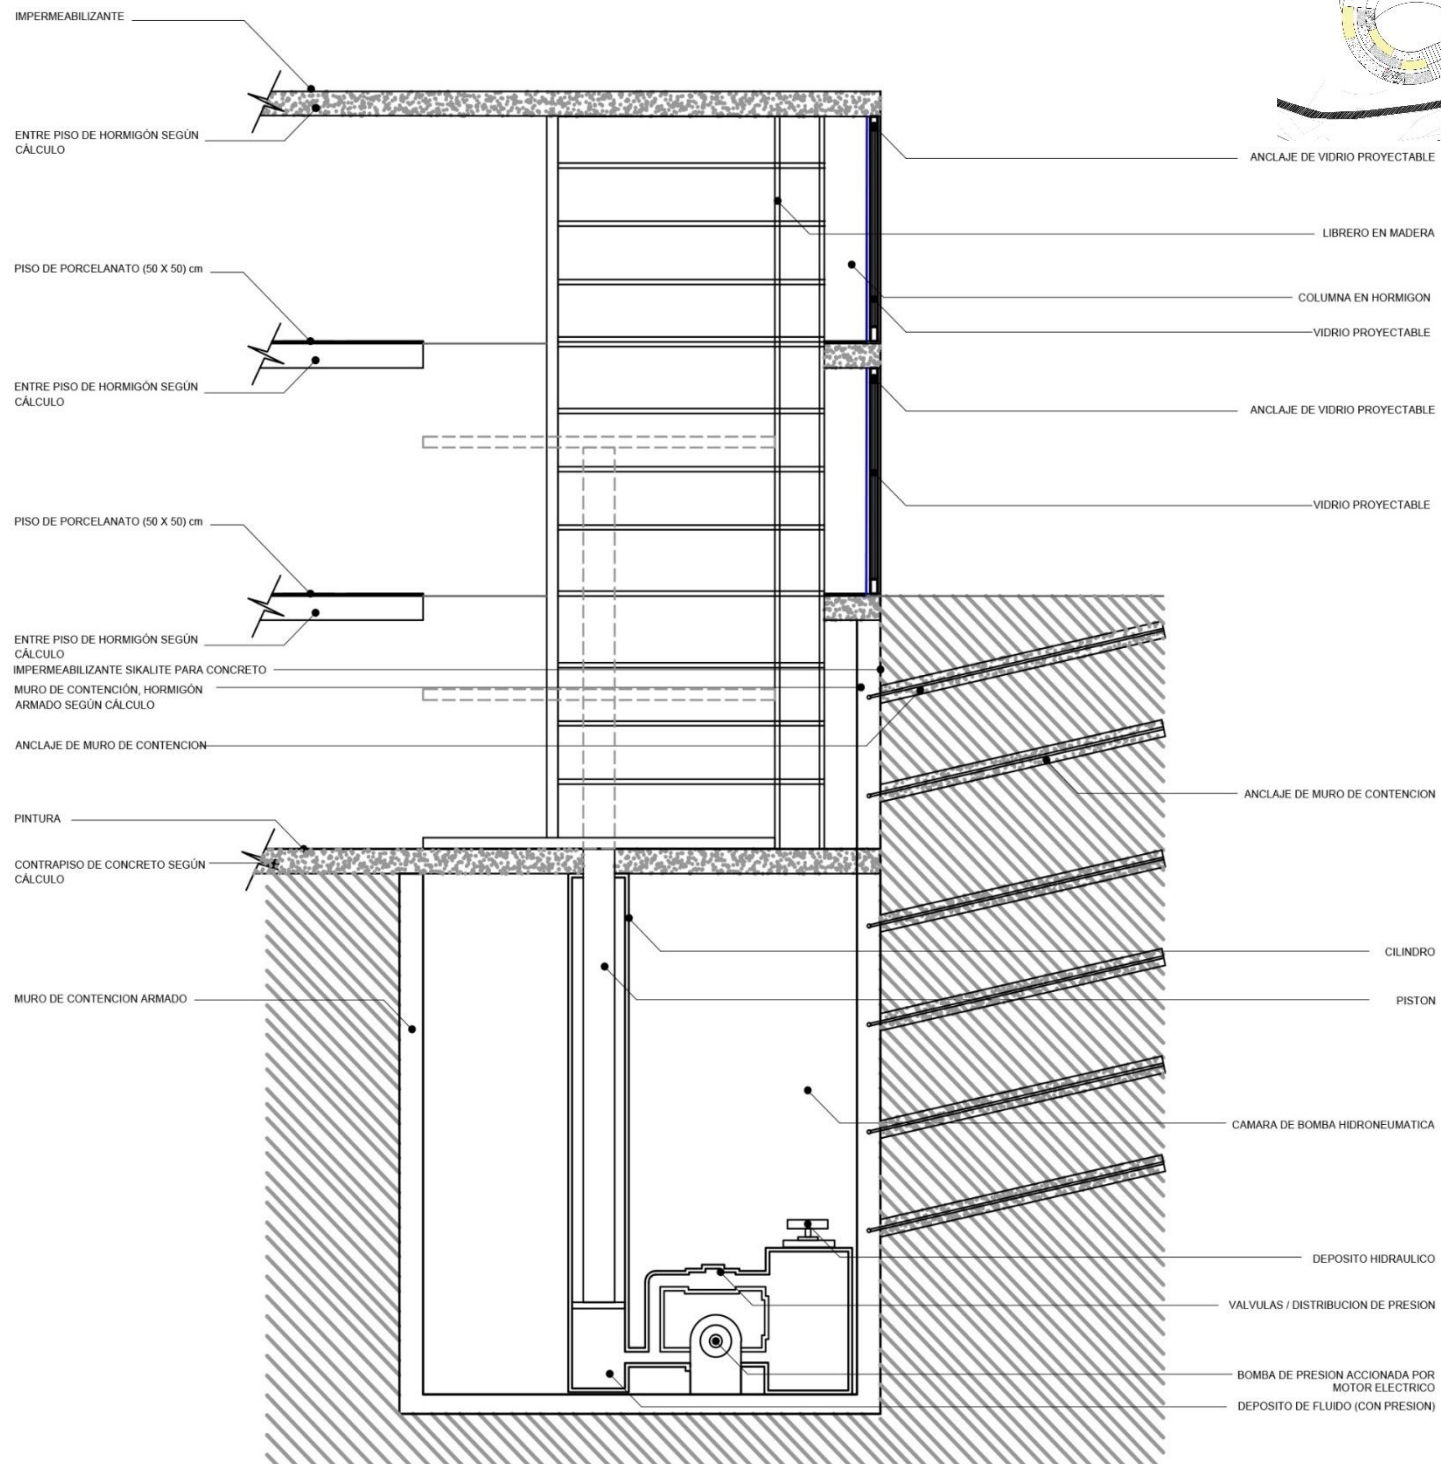 IMPERMEABILIZANTE
ENTRE PISO DE HORMIGÓN SEGÚN
CÁLCULO
PISO DE PORCELANATO (50 X 50) cm
ENTRE PISO DE HORMIGÓN SEGÚN
CÁLCULO
PISO DE PORCELANATO (50 X 50) cm
ENTRE PISO DE HORMIGÓN SEGÚN
CÁLCULO
IMPERMEABILIZANTE SIKALITE PARA CONCRETO
MURO DE CONTENCIÓN, HORMIGÓN
ARMADO SEGÚN CÁLCULO
ANCLAJE DE MURO DE CONTENCION
PINTURA
CONTRAPISO DE CONCRETO SEGÚN
CÁLCULO
MURO DE CONTENCION ARMADO
ANCLAJE DE VIDRIO PROYECTABLE
LIBRERO EN MADERA
COLUMNA EN HORMIGON
VIDRIO PROYECTABLE
ANCLAJE DE VIDRIO PROYECTABLE
VIDRIO PROYECTABLE
ANCLAJE DE MURO DE CONTENCION
CILINDRO
PISTON
CAMARA DE BOMBA HIDRONEUMATICA
DEPOSITO HIDRAULICO
VALVULAS / DISTRIBUCION DE PRESION
BOMBA DE PRESION ACCIONADA POR
MOTOR ELECTRICO
DEPOSITO DE FLUIDO (CON PRESION)